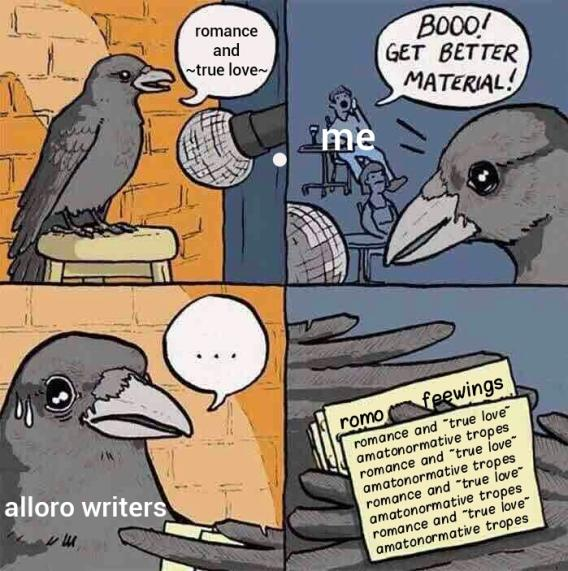 romance
and
~true love~
BOOO!
GET BETTER
MATERIAL!
me
...
alloro writers
romo feewings
romance and ~true love~
amatonormative tropes
romance and ~true love~
amatonormative tropes
romance and ~true love~
amatonormative tropes
romance and ~true love~
amatonormative tropes